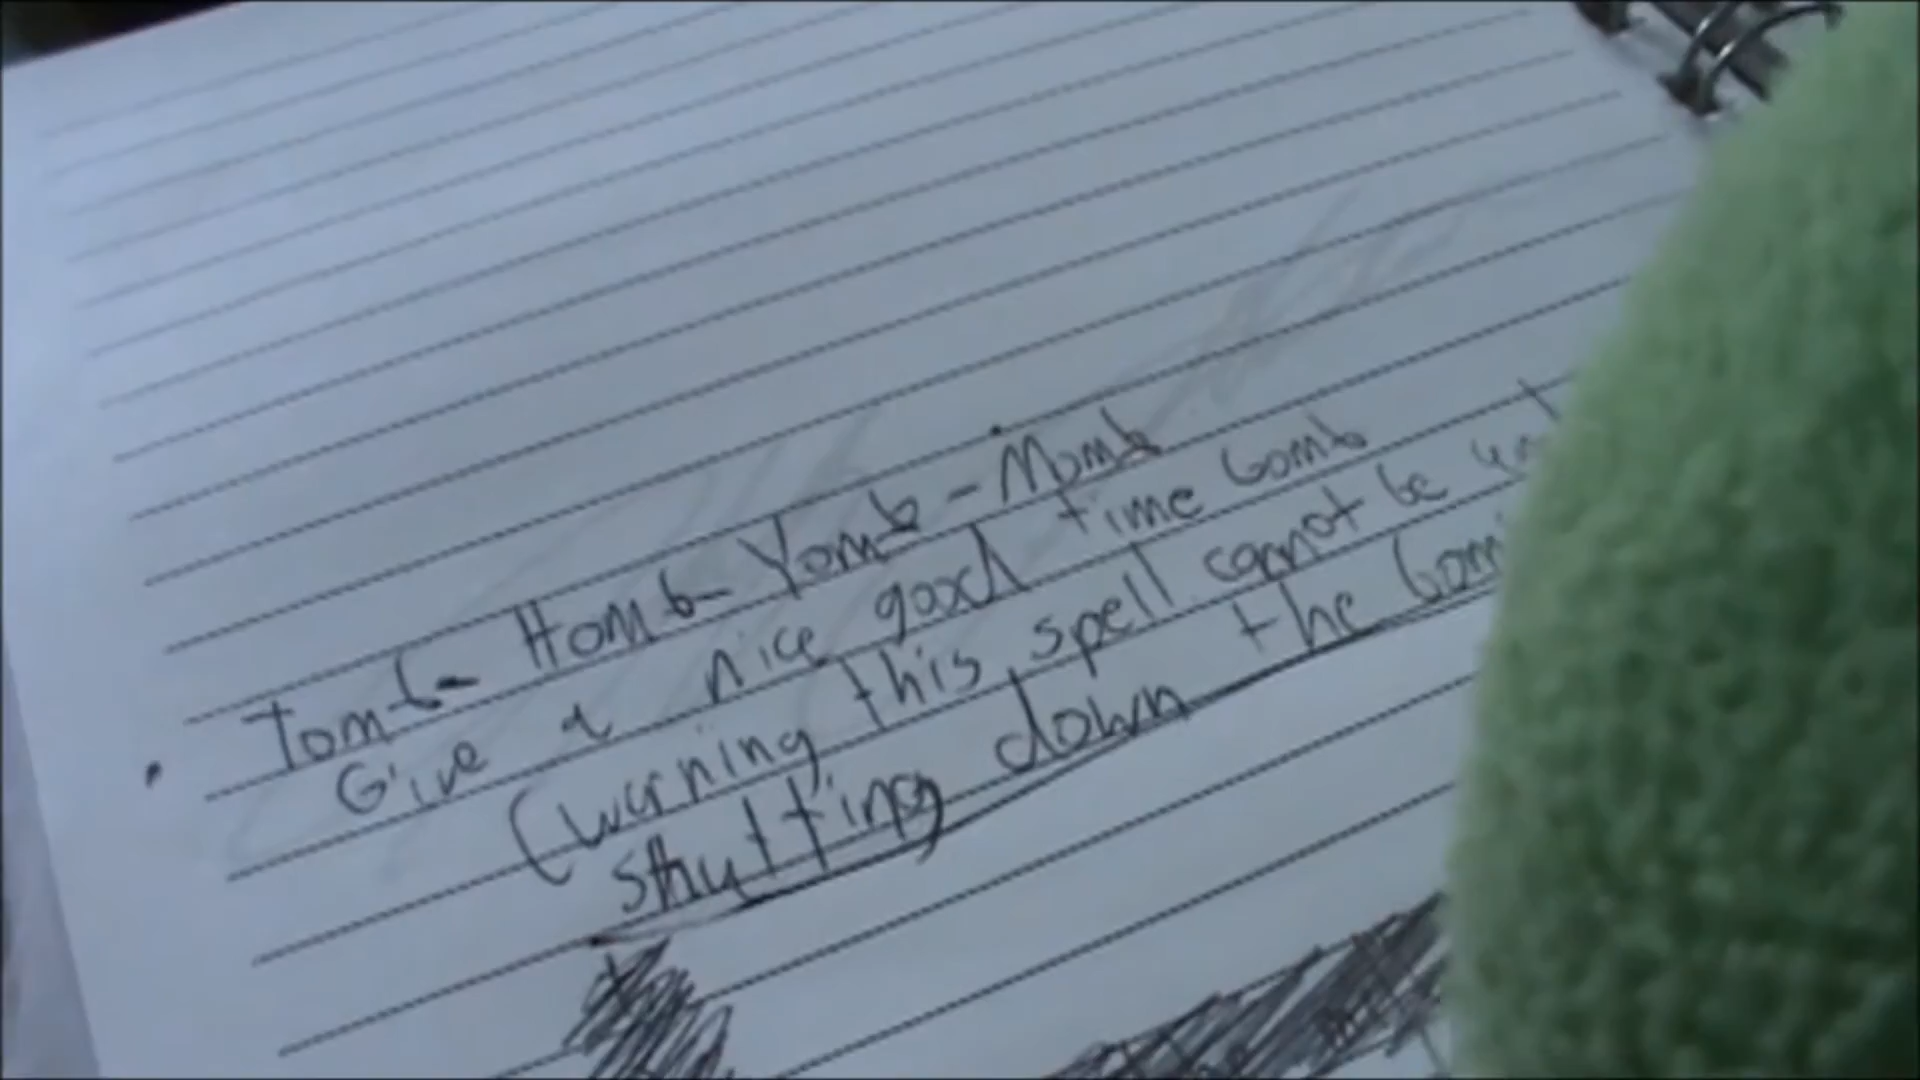 • Tomb- Homb- Yomb - Momb
Give a nice good time bomb
(warning this spell cannot be
shutting down the